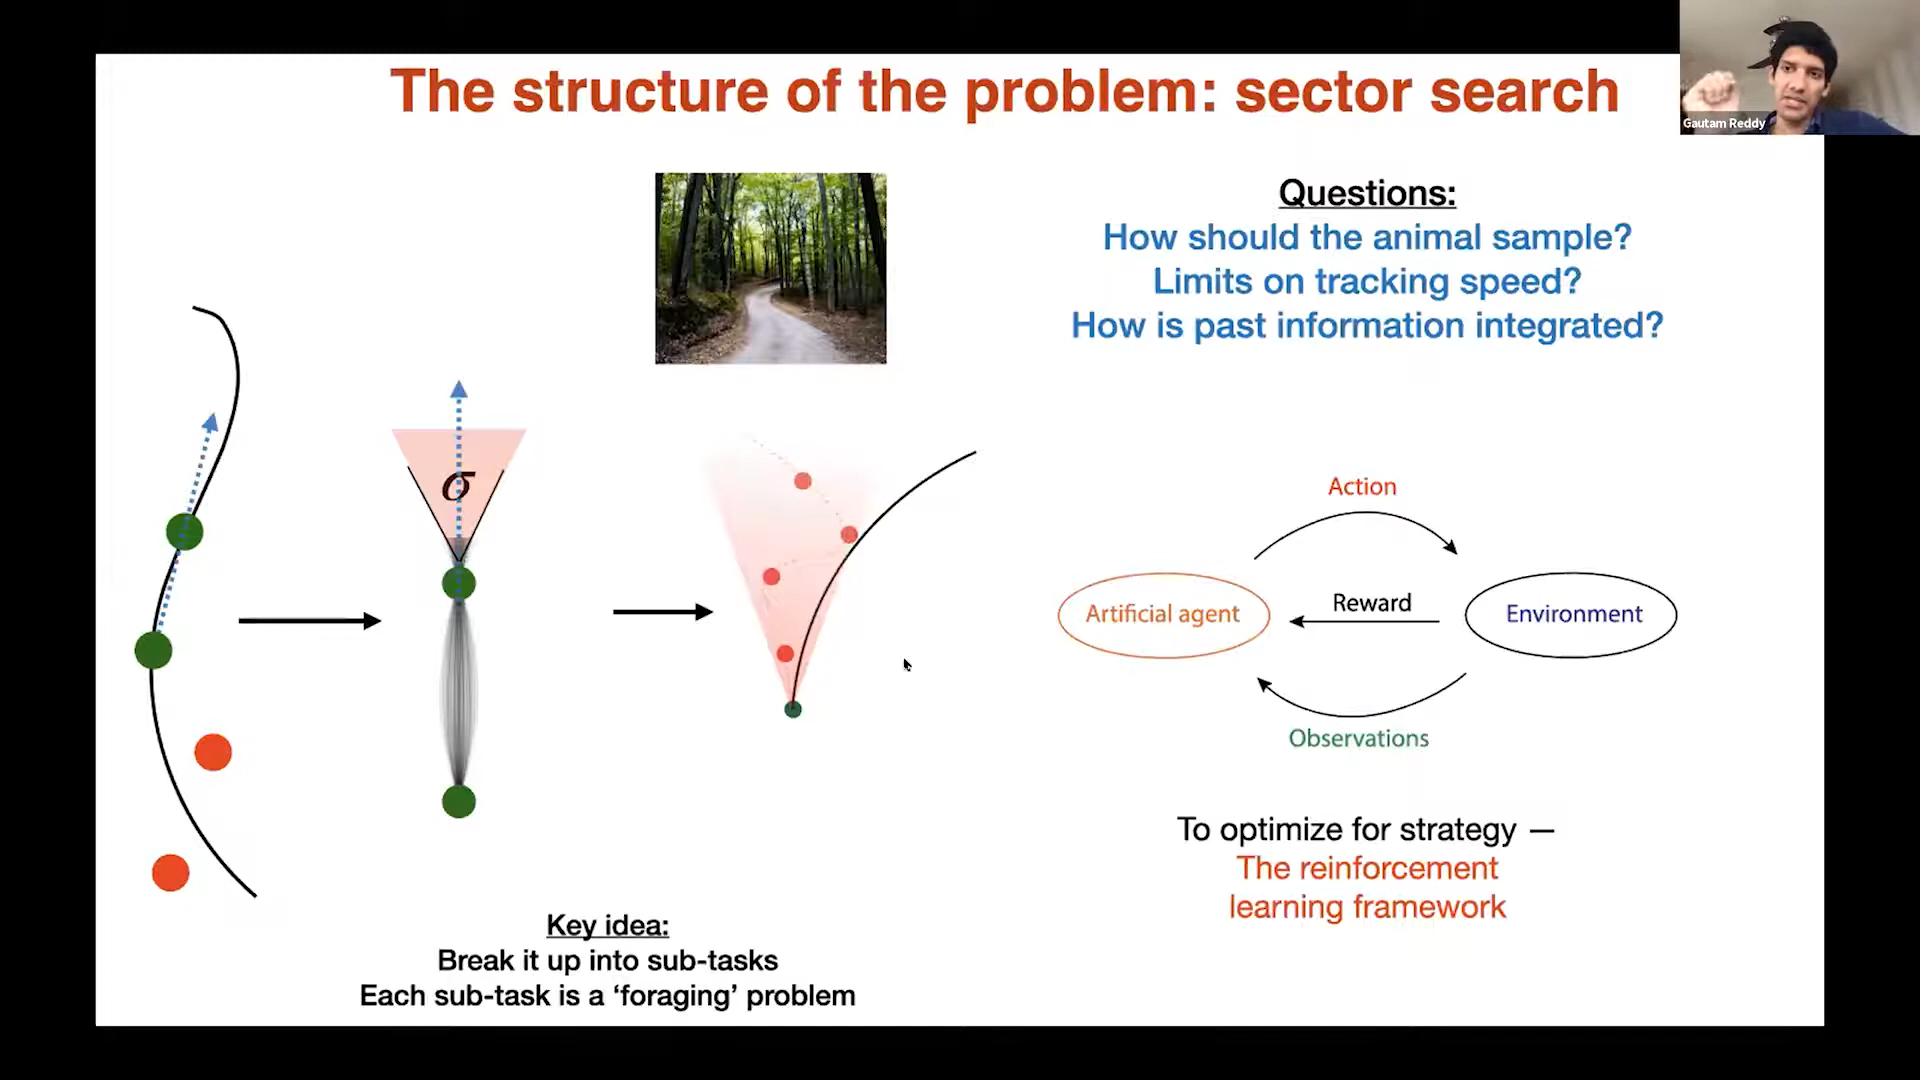 The structure of the problem: sector search
Gautam Reddy
Questions:
How should the animal sample?
Limits on tracking speed?
How is past information integrated?
σ
Action
Artificial agent
Reward
Environment
Observations
To optimize for strategy —
The reinforcement
learning framework
Key idea:
Break it up into sub-tasks
Each sub-task is a ‘foraging’ problem